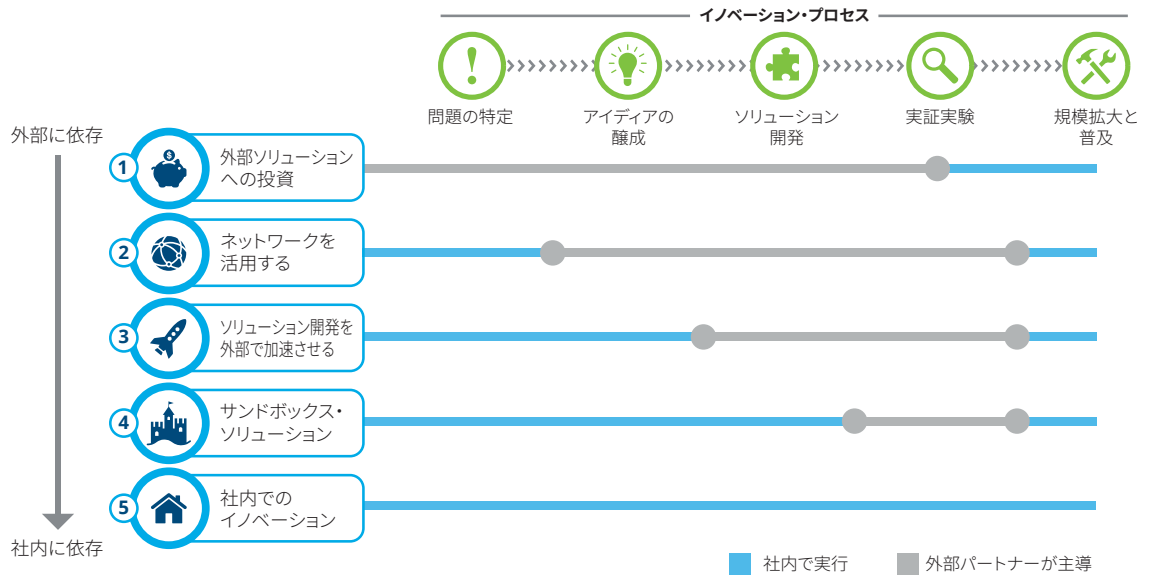 イノベーション・プロセス
問題の特定
アイディアの
醸成
ソリューション
開発
実証実験
規模拡大と
普及
外部に依存
1
$
外部ソリューション
への投資
2
ネットワークを
活用する
3
ソリューション開発を
外部で加速させる
4
サンドボックス・
ソリューション
5
社内での
イノベーション
社内に依存
社内で実行
外部パートナーが主導